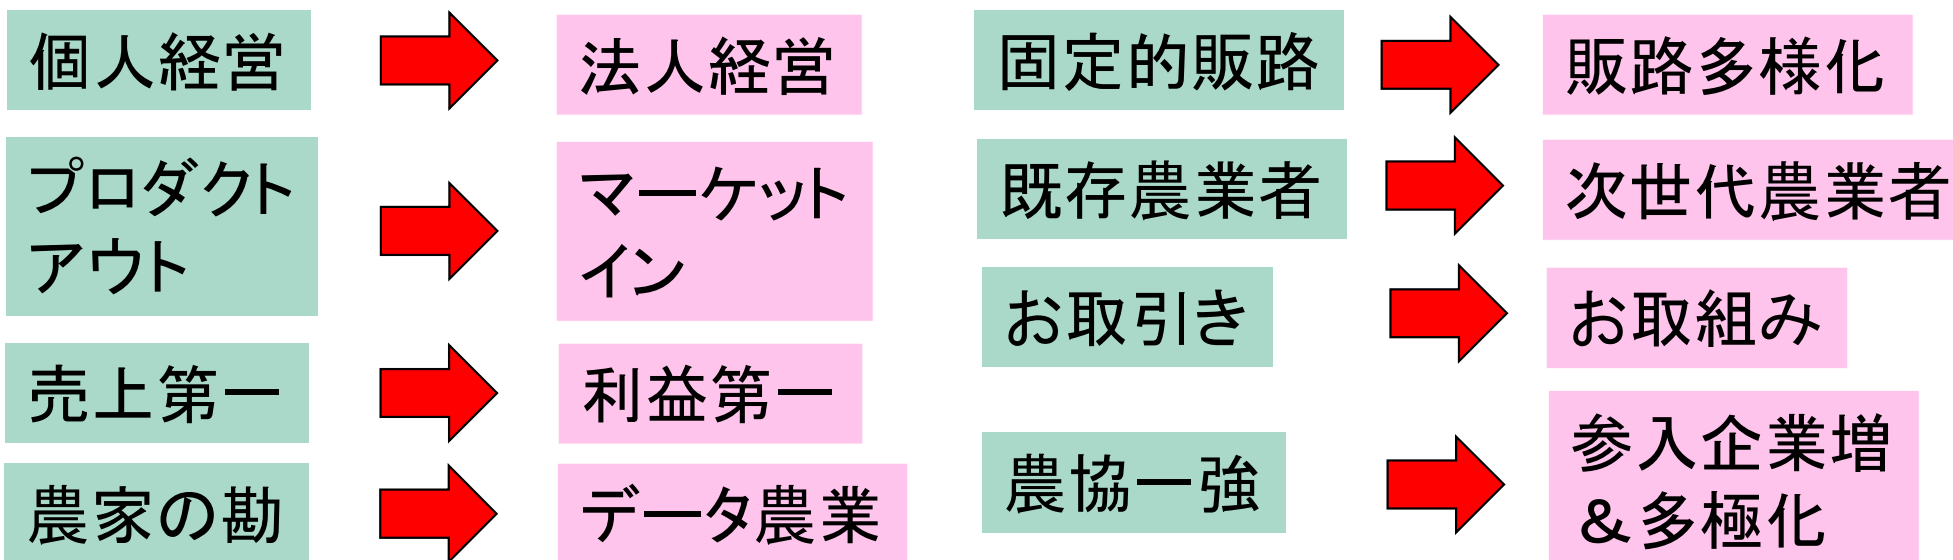 個人経営
法人経営
プロダクト
アウト
マーケット
イン
売上第一
利益第一
農家の勘
データ農業
固定的販路
販路多様化
既存農業者
次世代農業者
お取引き
お取組み
農協一強
参入企業増
＆多極化